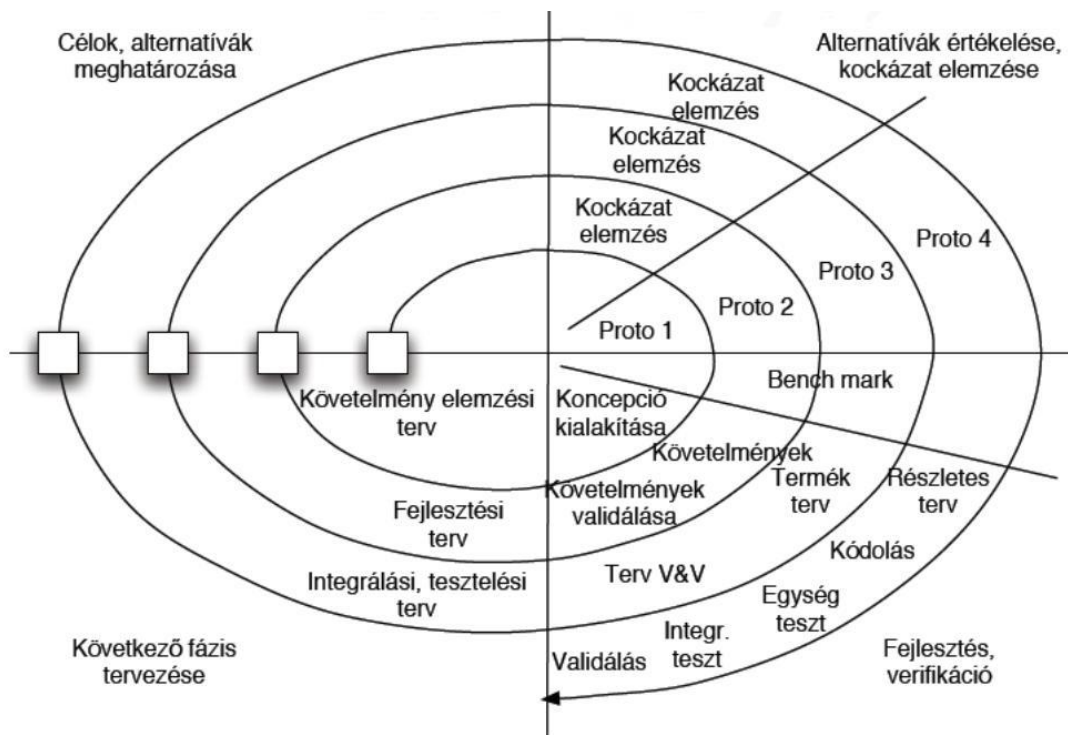 Célok, alternatívák
meghatározása
Alternatívák értékelése,
kockázat elemzése
Kockázat
elemzés
Kockázat
elemzés
Kockázat
elemzés
Proto 4
Proto 3
Proto 2
Proto 1
Bench mark
Követelmény elemzési
terv
Koncepció
kialakítása
Követelmények
Követelmények
validálása
Termék
terv
Részletes
terv
Fejlesztési
terv
Kódolás
Integrálási, tesztelési
terv
Terv V&V
Egység
teszt
Integr.
teszt
Validálás
Következő fázis
tervezése
Fejlesztés,
verifikáció